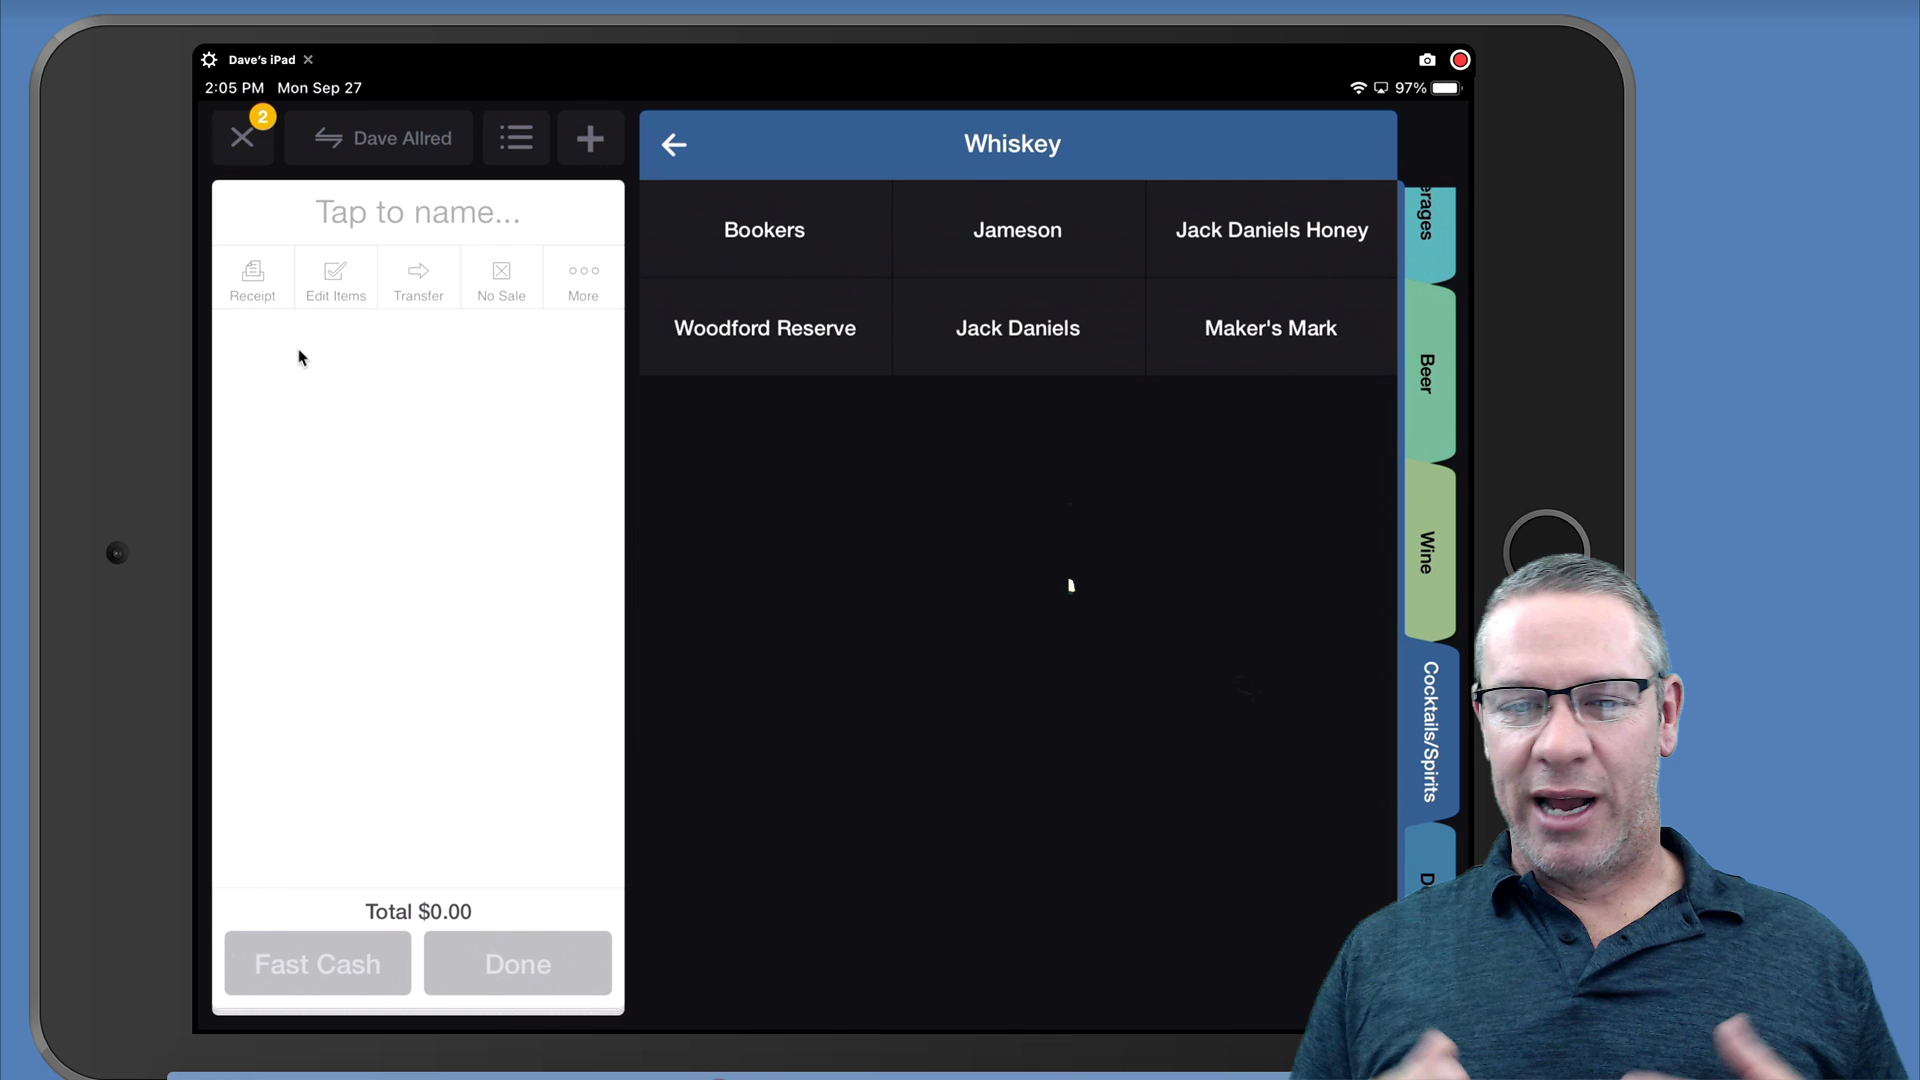 Dave's iPad
2:05 PM Mon Sep 27
97%
2
Dave Allred
Whiskey
Tap to name...
Receipt
Edit Items
Transfer
No Sale
More
Bookers
Jameson
Jack Daniels Honey
Woodford Reserve
Jack Daniels
Maker's Mark
erages
Beer
Wine
Cocktails/Spirits
Total $0.00
Fast Cash
Done